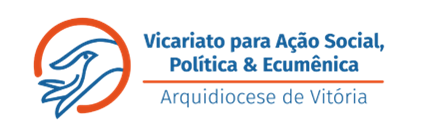 Vicariato para Ação Social,
Política & Ecumênica
Arquidiocese de Vitória